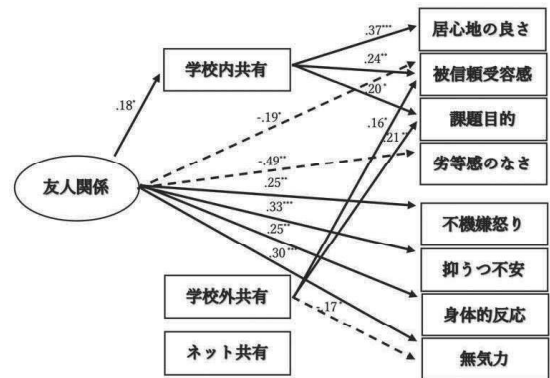 居心地の良さ
.37***
学校内共有
.24**
被信頼受容感
.20*
課題目的
.18*
-.19*
.16*
.21**
劣等感のなさ
-.49**
友人関係
.25**
.33***
不機嫌怒り
.25**
抑うつ不安
.30***
学校外共有
-.17*
身体的反応
ネット共有
無気力